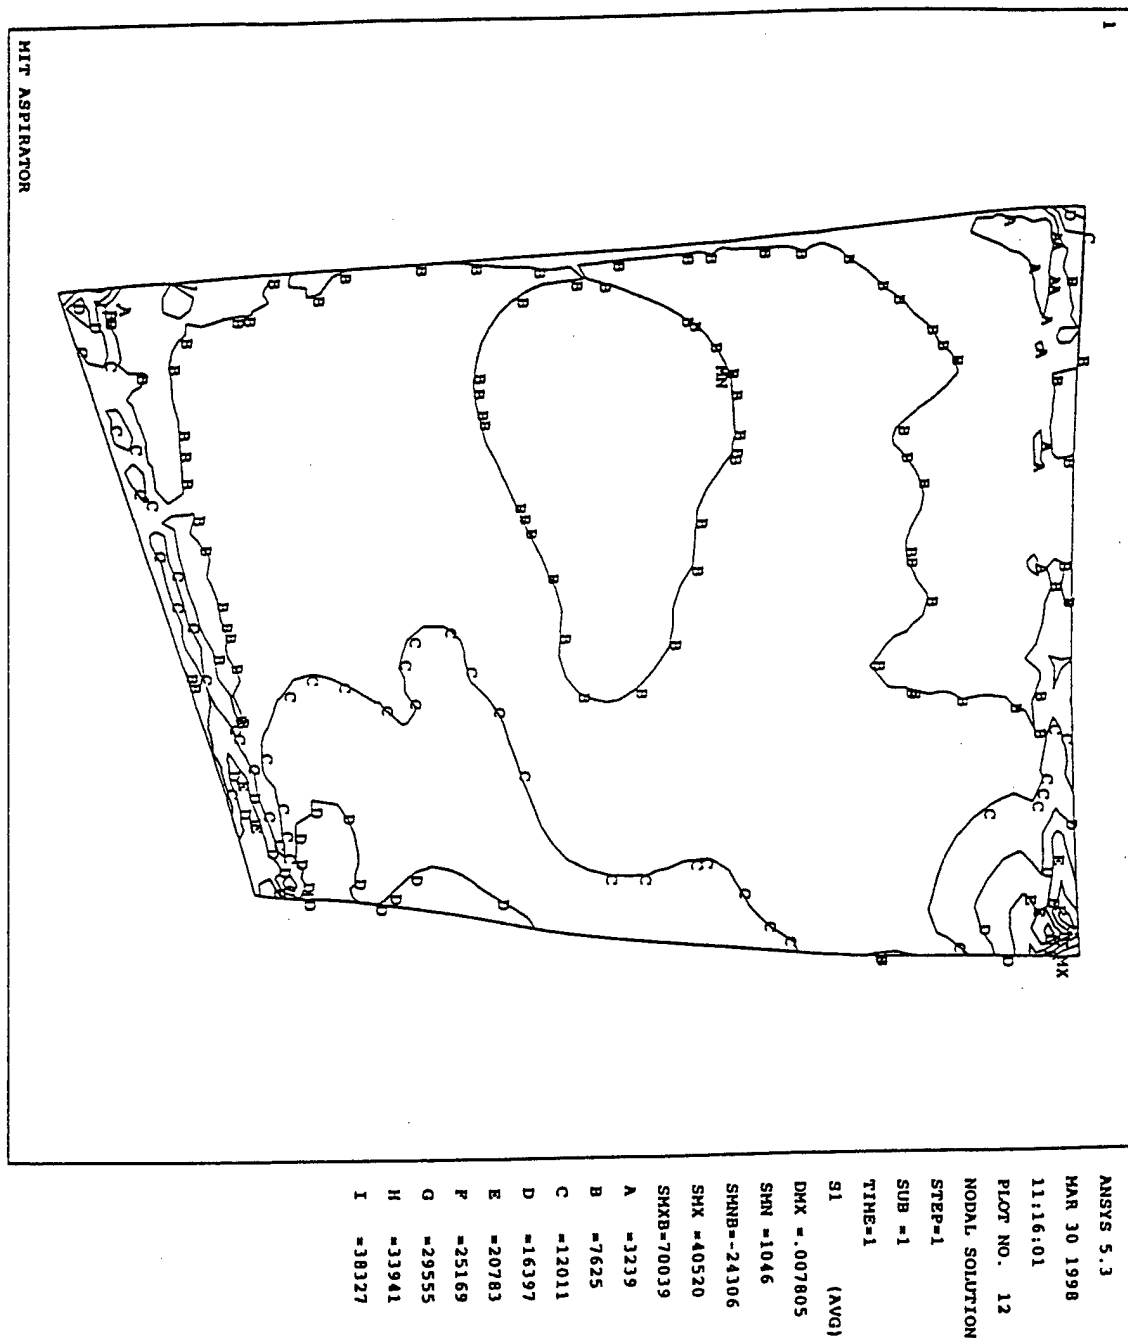 1
ANSYS 5.3
MAR 30 1998
11:16:01
PLOT NO. 12
NODAL SOLUTION
STEP=1
SUB =1
TIME=1
S1 (AVG)
DMX =.007805
SMN =1046
SMNB=-24306
SMX =40520
SMXB=70039
A =3239
B =7625
C =12011
D =16397
E =20783
F =25169
G =29555
H =33941
I =38327
MX
MN
MIT ASPIRATOR